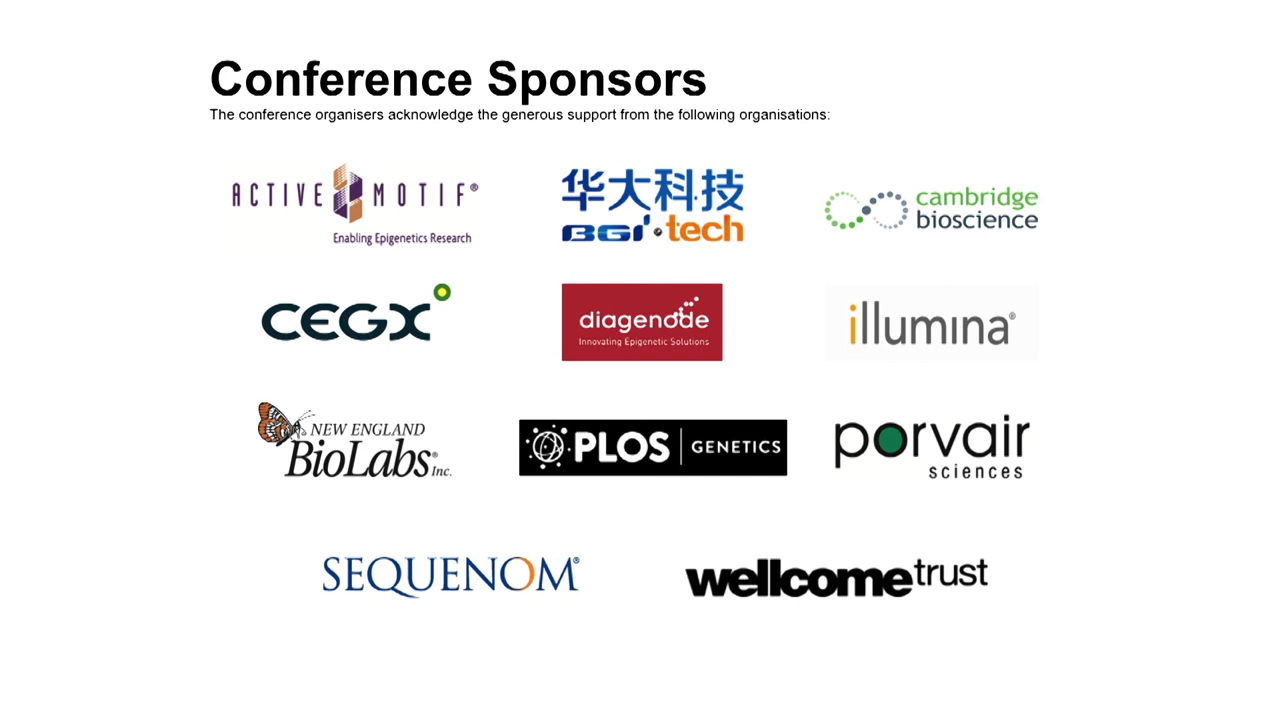 Conference Sponsors
The conference organisers acknowledge the generous support from the following organisations:
ACTIVE MOTIF®
Enabling Epigenetics Research
华大科技
BGI·tech
cambridge
bioscience
CEGX
diagenode
Innovating Epigenetic Solutions
illumina®
NEW ENGLAND
BioLabs® Inc.
PLOS | GENETICS
porvair
sciences
SEQUENOM®
wellcometrust